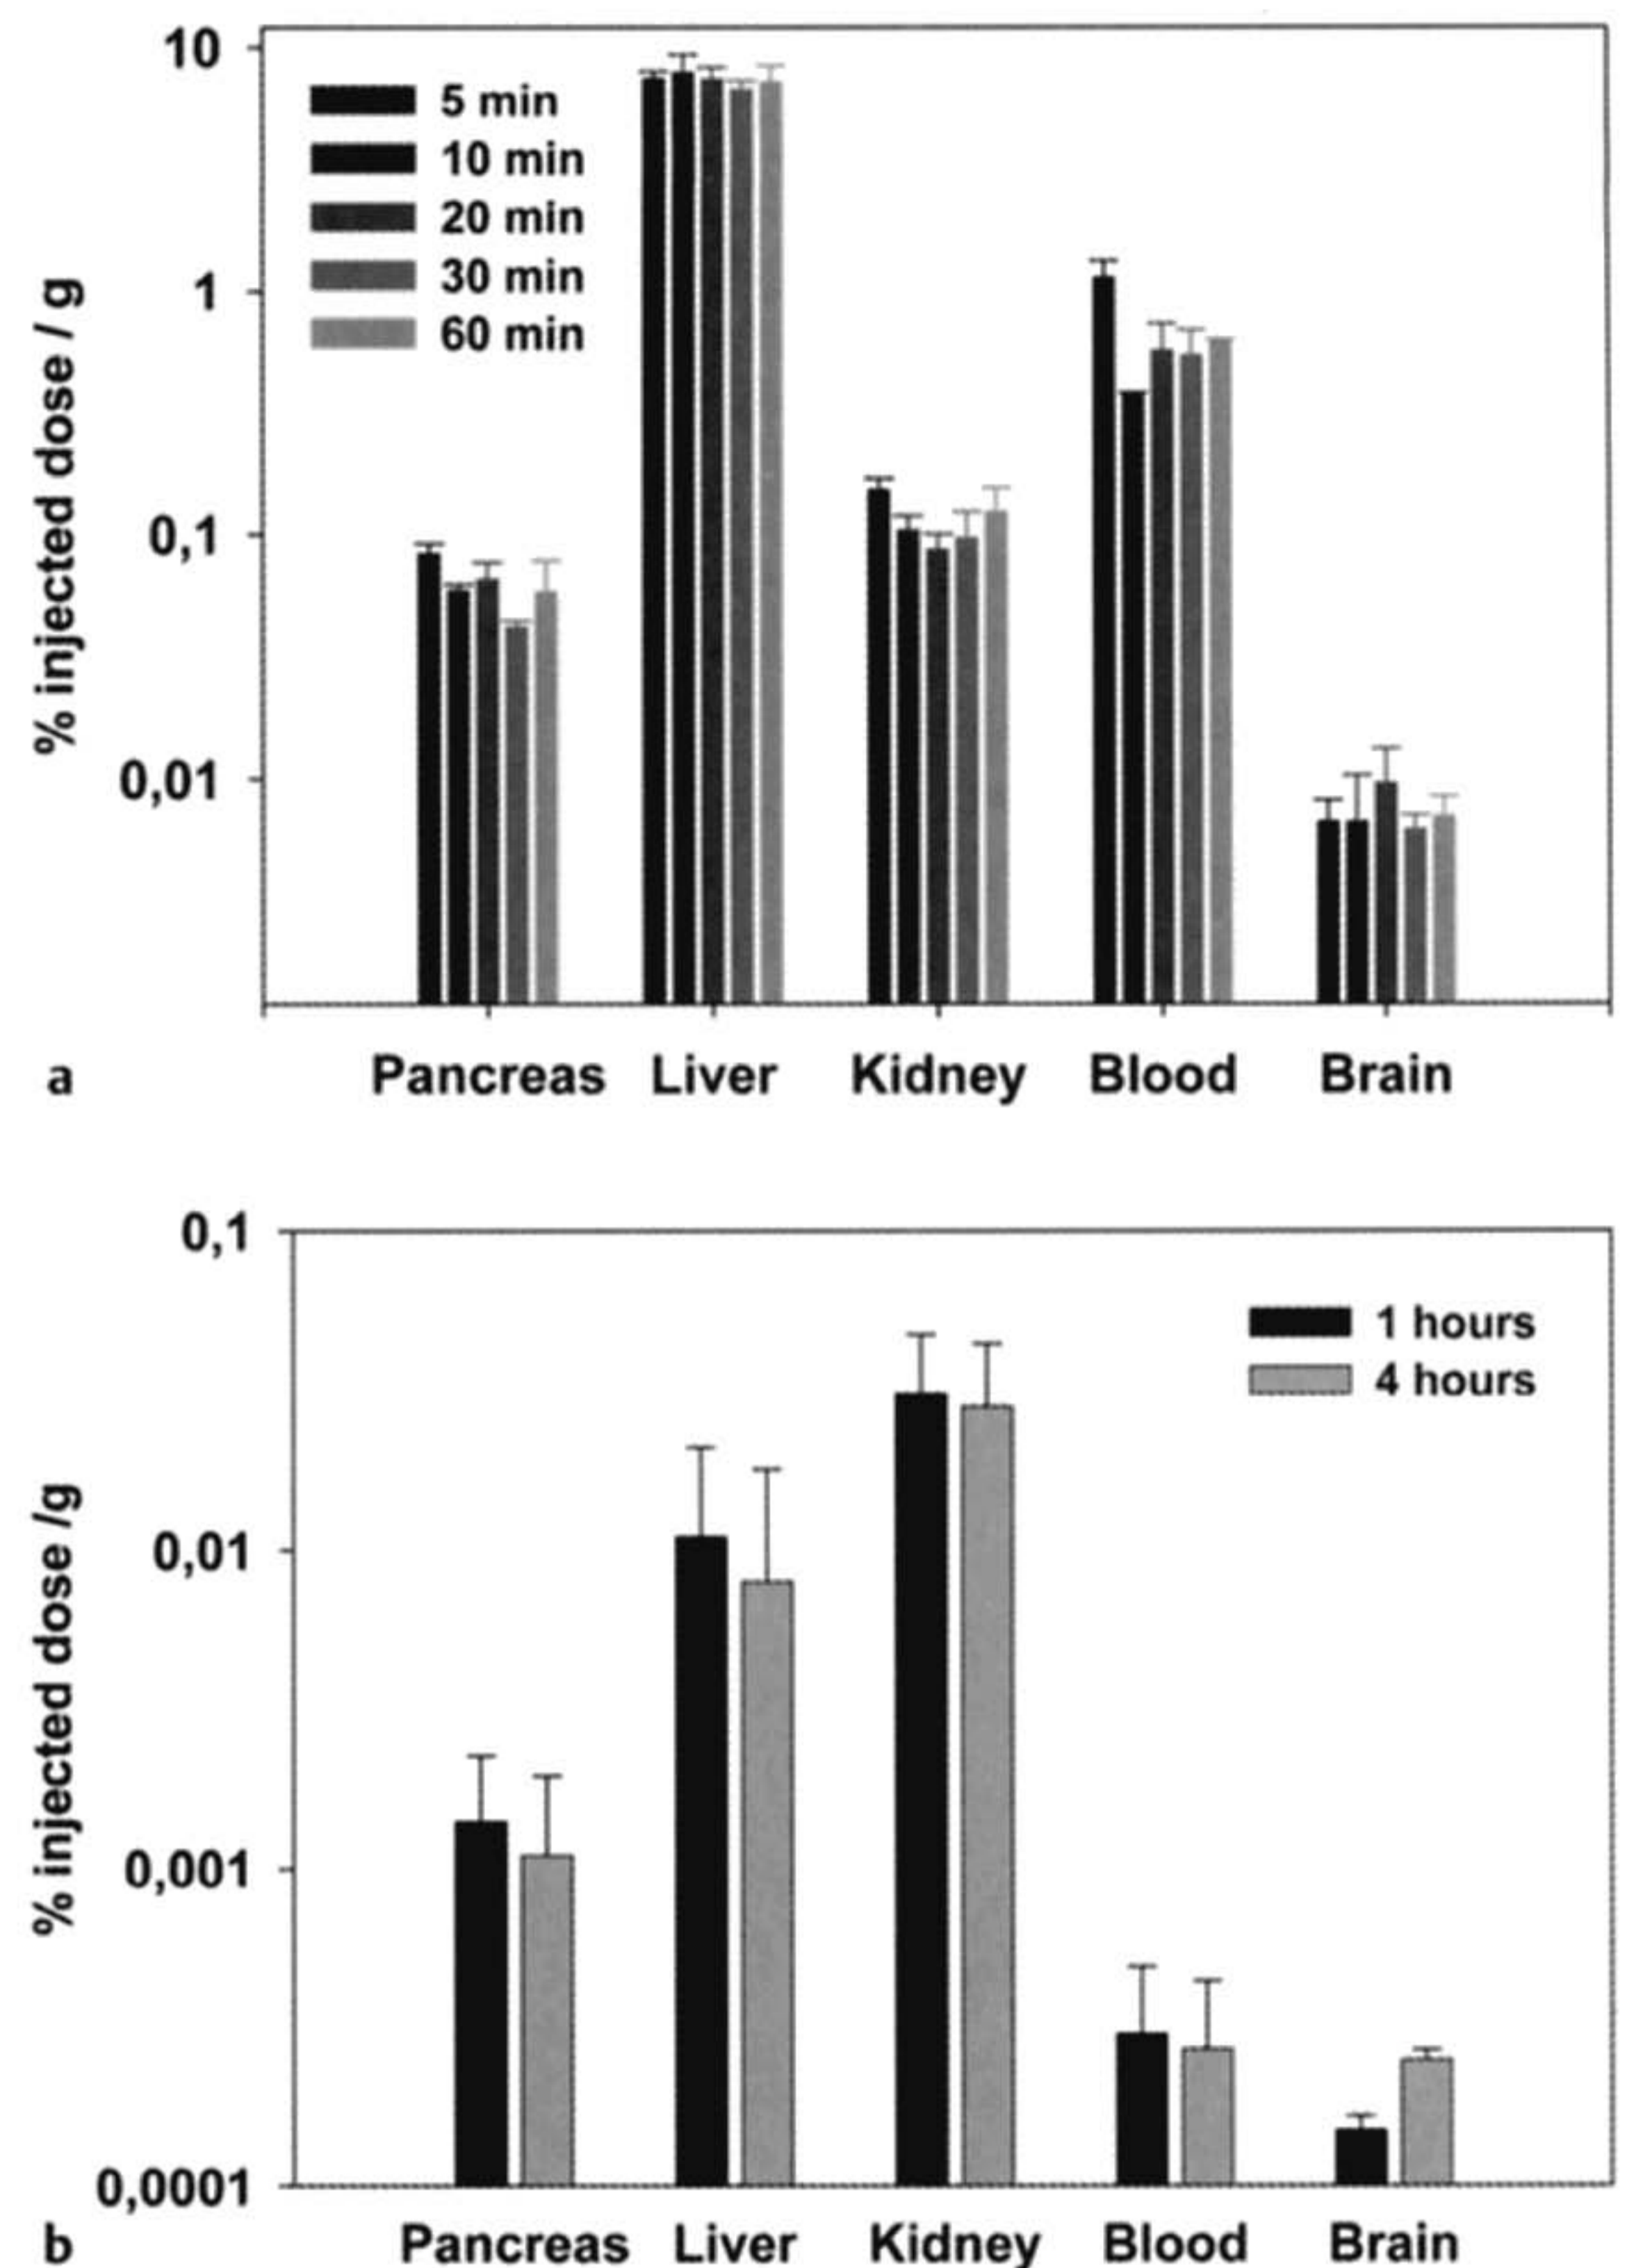 10
1
0,1
0,01
% injected dose / g
5 min
10 min
20 min
30 min
60 min
Pancreas Liver Kidney Blood Brain
a
0,1
0,01
0,001
0,0001
% injected dose /g
1 hours
4 hours
Pancreas Liver Kidney Blood Brain
b